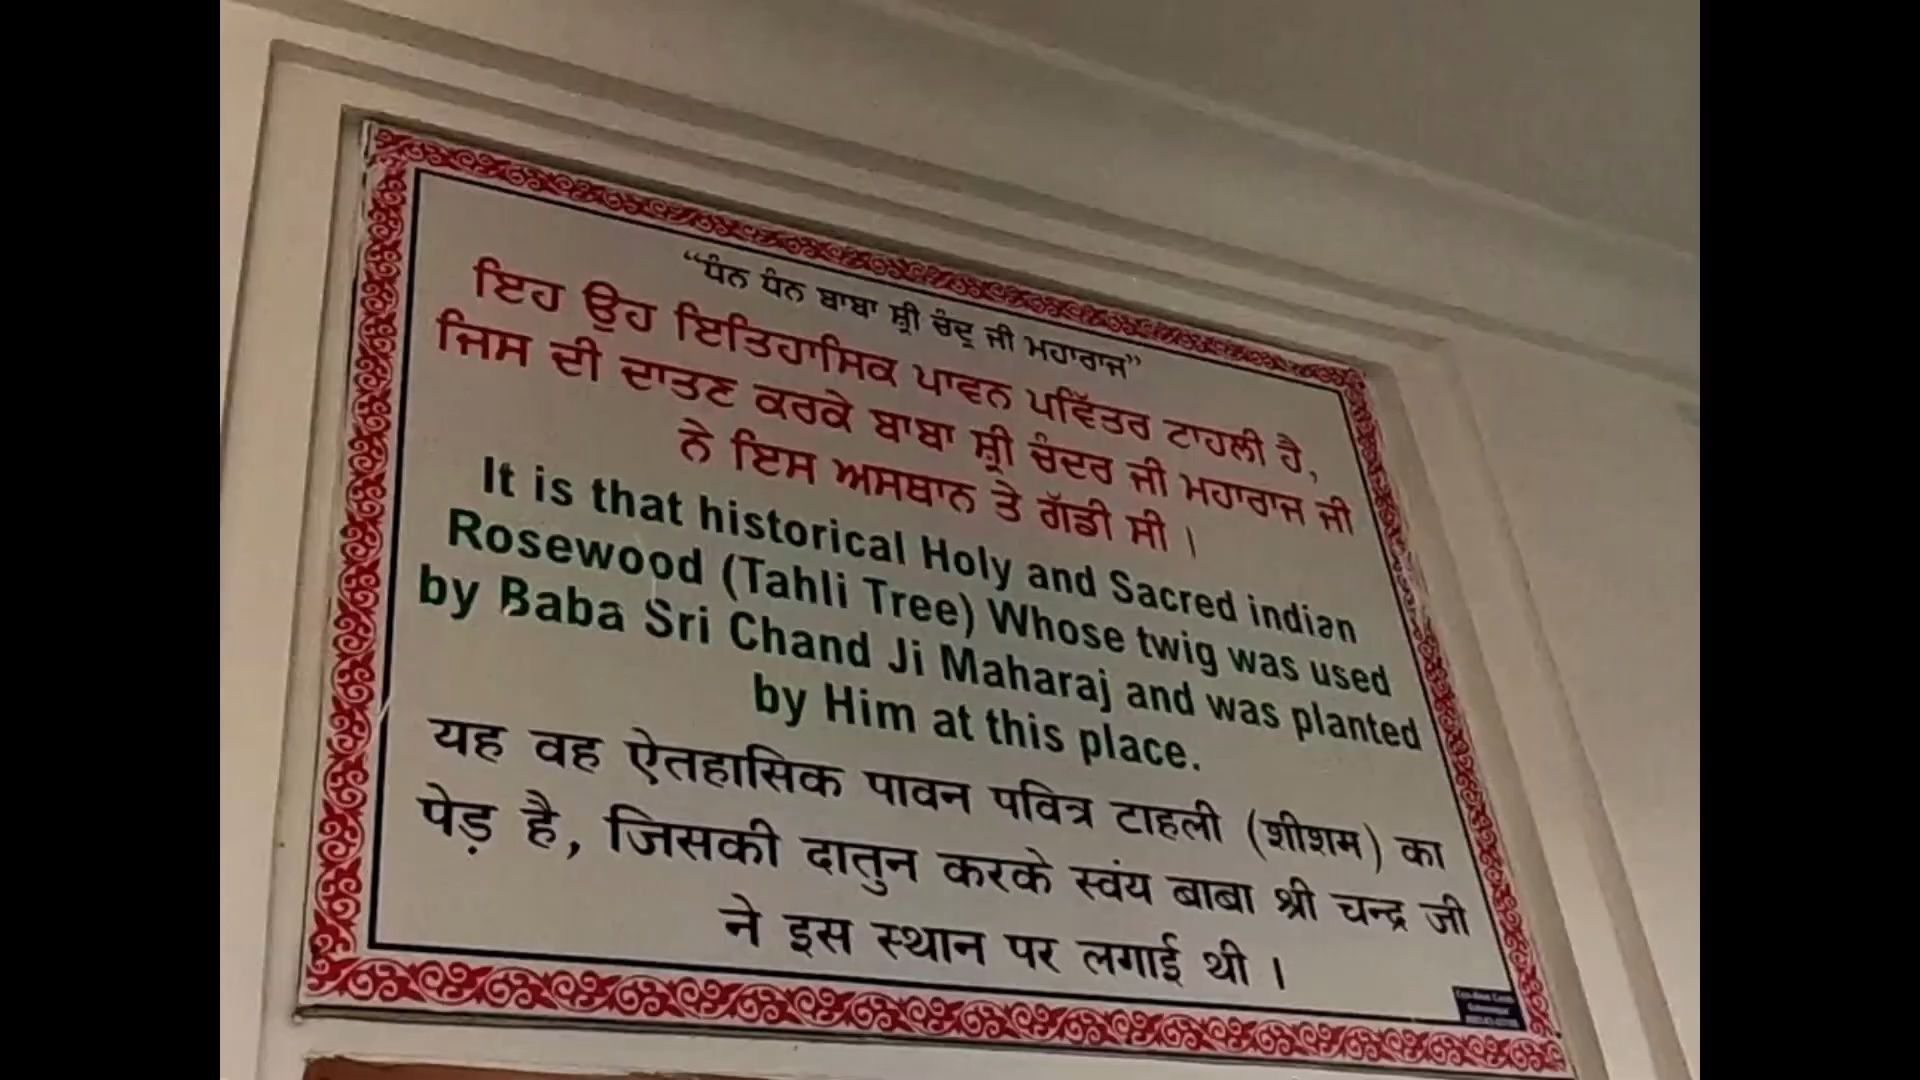 “ਧੰਨ ਧੰਨ ਬਾਬਾ ਸ਼੍ਰੀ ਚੰਦ੍ਰ ਜੀ ਮਹਾਰਾਜ”
ਇਹ ਉਹ ਇਤਿਹਾਸਿਕ ਪਾਵਨ ਪਵਿੱਤਰ ਟਾਹਲੀ ਹੈ,
ਜਿਸ ਦੀ ਦਾਤਣ ਕਰਕੇ ਬਾਬਾ ਸ਼੍ਰੀ ਚੰਦਰ ਜੀ ਮਹਾਰਾਜ ਜੀ
ਨੇ ਇਸ ਅਸਥਾਨ ਤੇ ਗੱਡੀ ਸੀ ।
It is that historical Holy and Sacred indian
Rosewood (Tahli Tree) Whose twig was used
by Baba Sri Chand Ji Maharaj and was planted
by Him at this place.
यह वह ऐतहासिक पावन पवित्र टाहली (शीशम) का
पेड़ है, जिसकी दातुन करके स्वंय बाबा श्री चन्द्र जी
ने इस स्थान पर लगाई थी ।